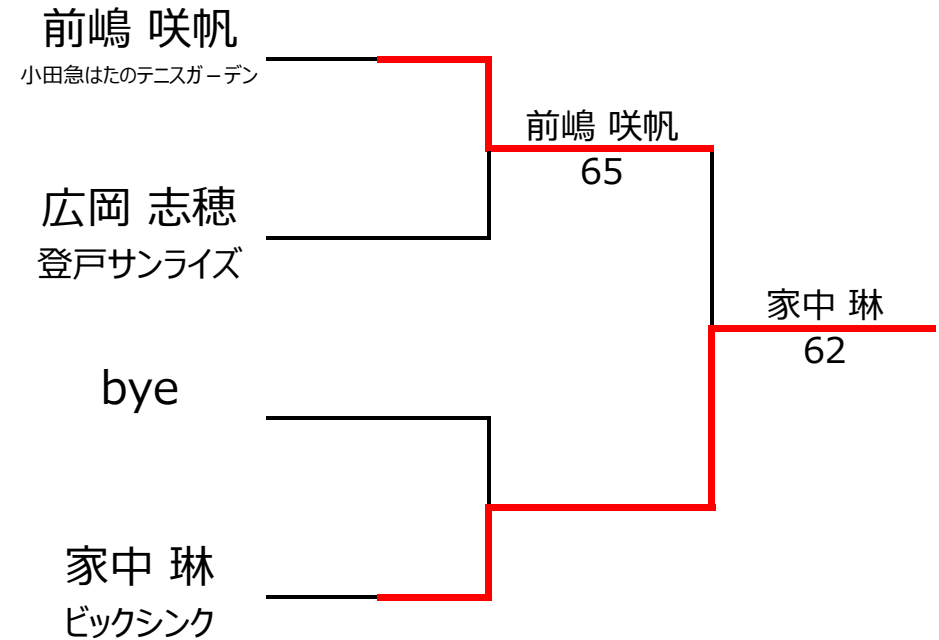 前嶋 咲帆
小田急はたのテニスガーデン
前嶋 咲帆
65
広岡 志穂
登戸サンライズ
家中 琳
62
bye
家中 琳
ビックシンク